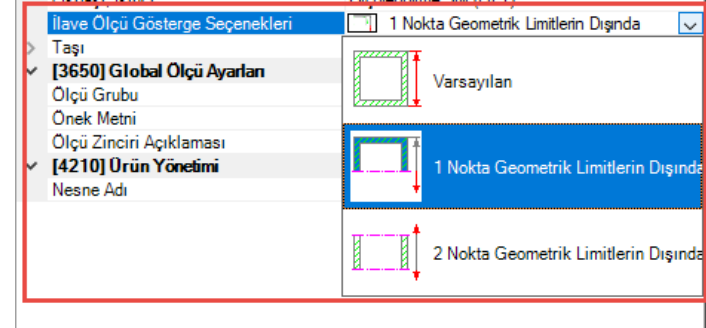 İlave Ölçü Gösterge Seçenekleri
1 Nokta Geometrik Limitlerin Dışında
Taşı
[3650] Global Ölçü Ayarları
Ölçü Grubu
Önek Metni
Ölçü Zinciri Açıklaması
[4210] Ürün Yönetimi
Nesne Adı
Varsayılan
1 Nokta Geometrik Limitlerin Dışında
2 Nokta Geometrik Limitlerin Dışında